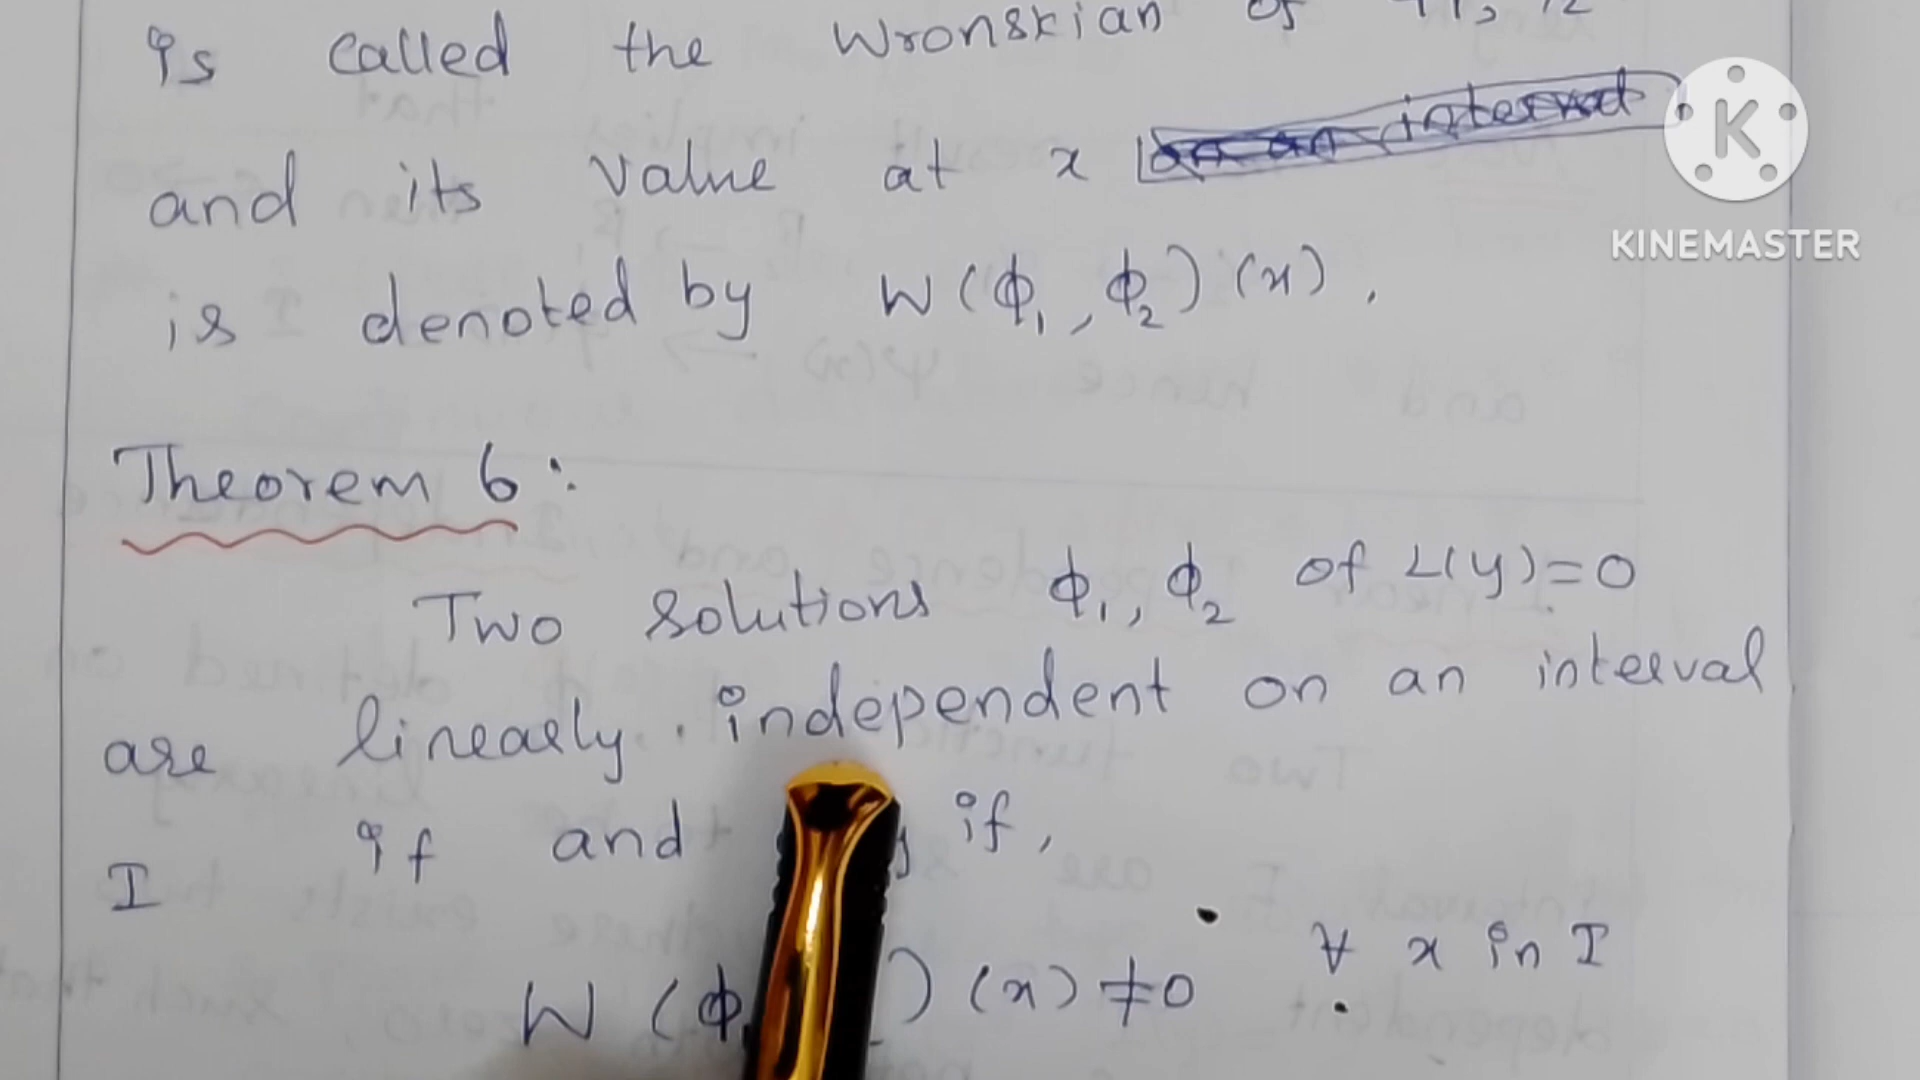 is called the Wronskian of
and its value at x
is denoted by W(ϕ₁, ϕ₂)(x).
KINEMASTER
Theorem 6:
Two solutions ϕ₁, ϕ₂ of L(y)=0
are linearly independent on an interval
I if and if,
W(ϕ )(x)≠0 ∀ x in I